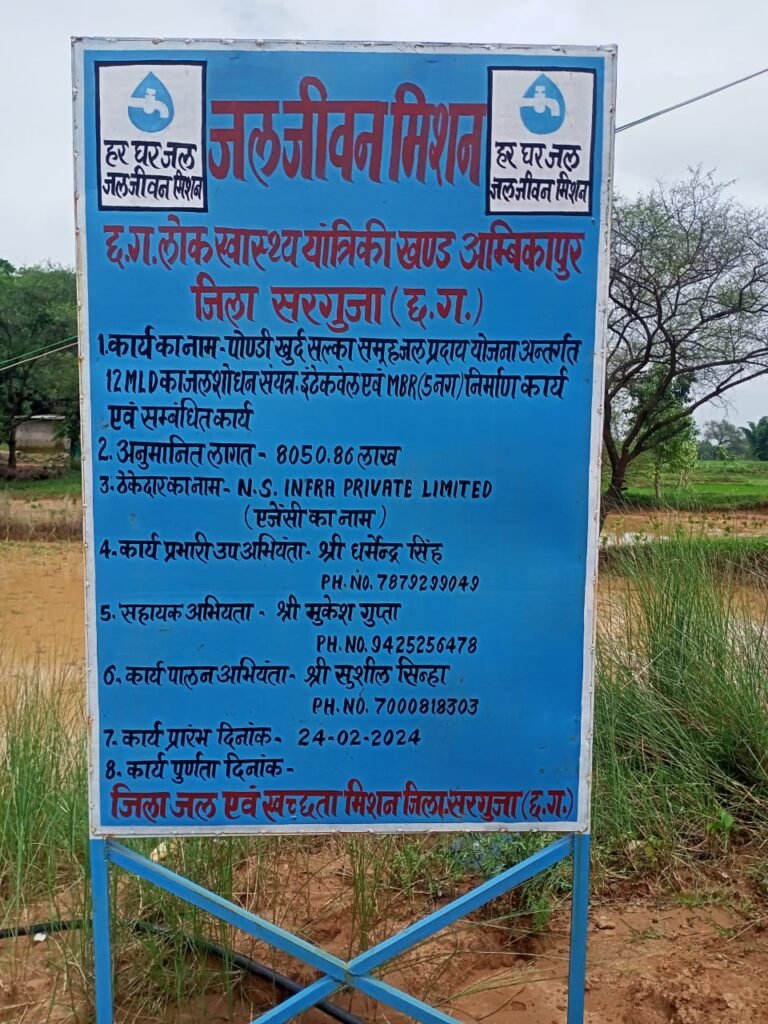 हर घर जल
जलजीवन मिशन
जलजीवन मिशन
हर घर जल
जलजीवन मिशन
छ.ग. लोक स्वास्थ्य यांत्रिकी खण्ड अम्बिकापुर
जिला सरगुजा (छ.ग.)
1. कार्य का नाम - पोण्डी खुर्द सल्का समूहजल प्रदाय योजना अन्तर्गत
12 MLD का जलशोधन संयत्र. इंटेकवेल एवं MBR (5 नग) निर्माण कार्य
एवं सम्बंधित कार्य
2. अनुमानित लागत - 8050.86 लाख
3. ठेकेदार का नाम - N.S. INFRA PRIVATE LIMITED
(एजेंसी का नाम)
4. कार्य प्रभारी उप अभियंता - श्री धर्मेन्द्र सिंह
PH. NO. 7879299049
5. सहायक अभियता - श्री मुकेश गुप्ता
PH. NO. 9425256478
6. कार्य पालन अभियंता - श्री सुशील सिन्हा
PH. NO. 7000818303
7. कार्य प्रारंभ दिनांक - 24-02-2024
8. कार्य पुर्णता दिनांक -
जिला जल एवं स्वच्छता मिशन जिला. सरगुजा (छ.ग.)